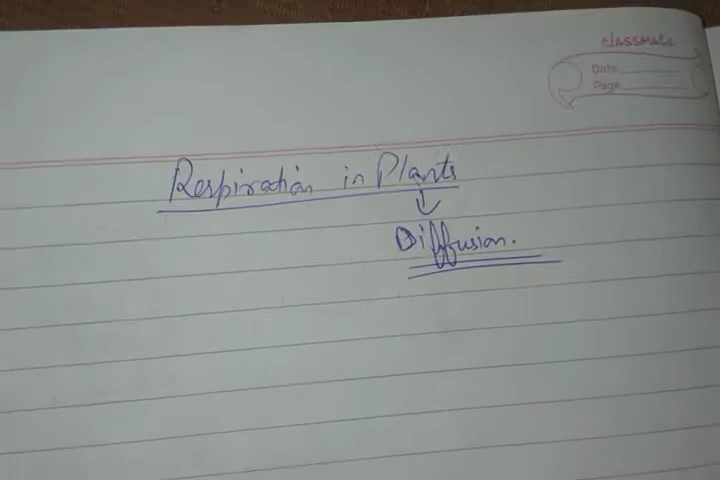 classmate
Date
Page
Respiration in Plants
↓
Diffusion.